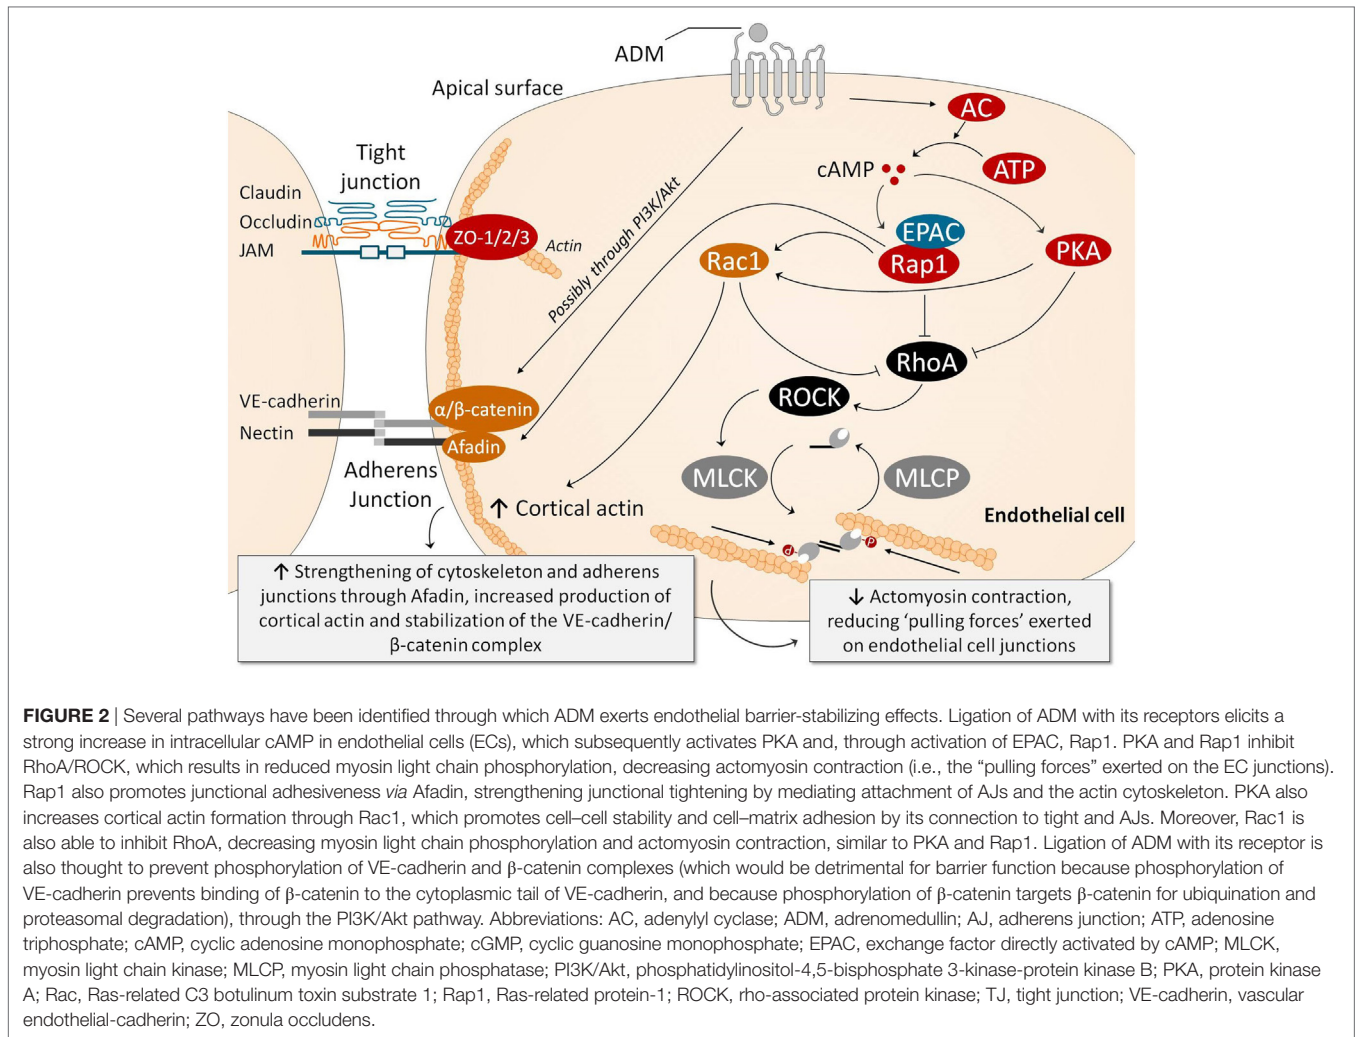 ADM
Apical surface
AC
cAMP
ATP
Tight
junction
Claudin
Occludin
JAM
ZO-1/2/3
Actin
Possibly through PI3K/Akt
EPAC
Rap1
Rac1
PKA
RhoA
ROCK
VE-cadherin
Nectin
α/β-catenin
Afadin
Adherens
Junction
MLCK
MLCP
↑ Cortical actin
Endothelial cell
P
P
↑ Strengthening of cytoskeleton and adherens
junctions through Afadin, increased production of
cortical actin and stabilization of the VE-cadherin/
β-catenin complex
↓ Actomyosin contraction,
reducing ‘pulling forces’ exerted
on endothelial cell junctions
FIGURE 2 | Several pathways have been identified through which ADM exerts endothelial barrier-stabilizing effects. Ligation of ADM with its receptors elicits a
strong increase in intracellular cAMP in endothelial cells (ECs), which subsequently activates PKA and, through activation of EPAC, Rap1. PKA and Rap1 inhibit
RhoA/ROCK, which results in reduced myosin light chain phosphorylation, decreasing actomyosin contraction (i.e., the “pulling forces” exerted on the EC junctions).
Rap1 also promotes junctional adhesiveness via Afadin, strengthening junctional tightening by mediating attachment of AJs and the actin cytoskeleton. PKA also
increases cortical actin formation through Rac1, which promotes cell–cell stability and cell–matrix adhesion by its connection to tight and AJs. Moreover, Rac1 is
also able to inhibit RhoA, decreasing myosin light chain phosphorylation and actomyosin contraction, similar to PKA and Rap1. Ligation of ADM with its receptor is
also thought to prevent phosphorylation of VE-cadherin and β-catenin complexes (which would be detrimental for barrier function because phosphorylation of
VE-cadherin prevents binding of β-catenin to the cytoplasmic tail of VE-cadherin, and because phosphorylation of β-catenin targets β-catenin for ubiquination and
proteasomal degradation), through the PI3K/Akt pathway. Abbreviations: AC, adenylyl cyclase; ADM, adrenomedullin; AJ, adherens junction; ATP, adenosine
triphosphate; cAMP, cyclic adenosine monophosphate; cGMP, cyclic guanosine monophosphate; EPAC, exchange factor directly activated by cAMP; MLCK,
myosin light chain kinase; MLCP, myosin light chain phosphatase; PI3K/Akt, phosphatidylinositol-4,5-bisphosphate 3-kinase-protein kinase B; PKA, protein kinase
A; Rac, Ras-related C3 botulinum toxin substrate 1; Rap1, Ras-related protein-1; ROCK, rho-associated protein kinase; TJ, tight junction; VE-cadherin, vascular
endothelial-cadherin; ZO, zonula occludens.